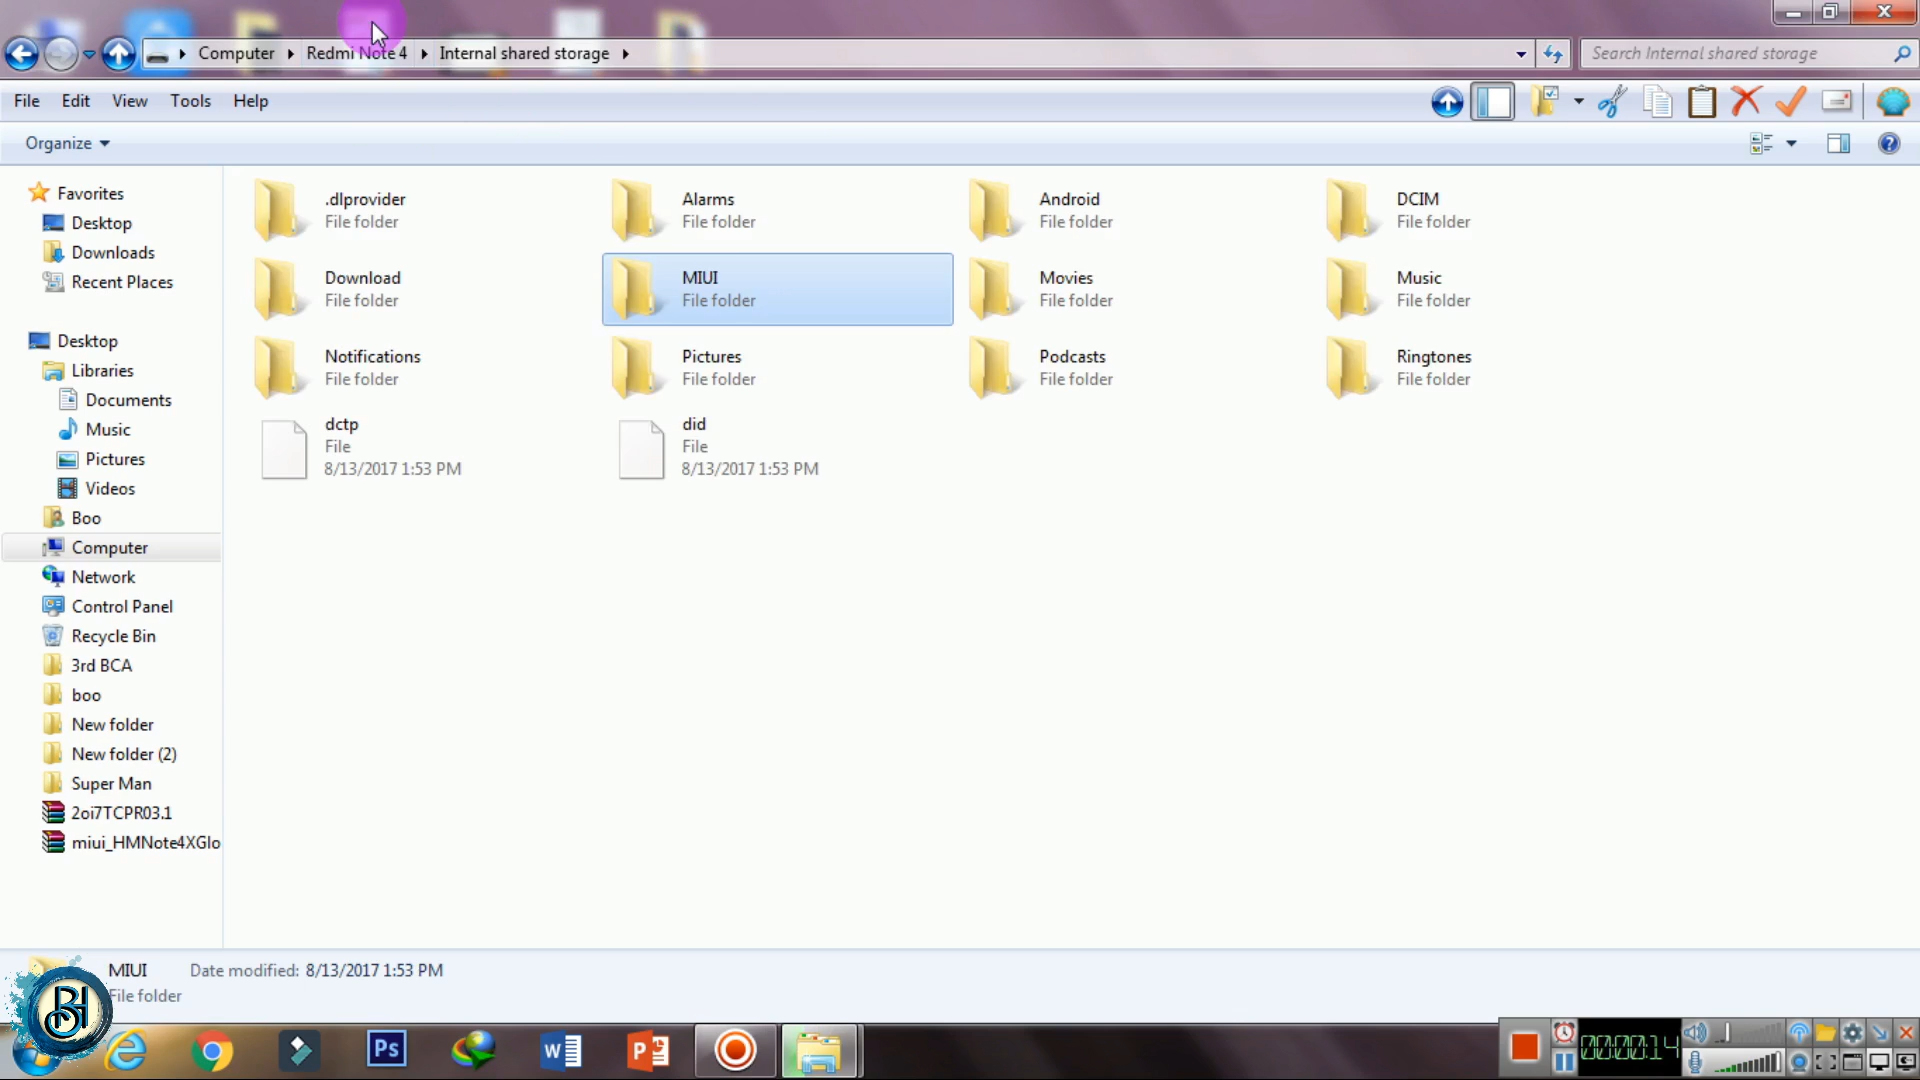 Computer Redmi Note 4 Internal shared storage
Search Internal shared storage
File Edit View Tools Help
Organize
Favorites
Desktop
Downloads
Recent Places
Desktop
Libraries
Documents
Music
Pictures
Videos
Boo
Computer
Network
Control Panel
Recycle Bin
3rd BCA
boo
New folder
New folder (2)
Super Man
2oi7TCPR03.1
miui_HMNote4XGlo
.dlprovider
File folder
Alarms
File folder
Android
File folder
DCIM
File folder
Download
File folder
MIUI
File folder
Movies
File folder
Music
File folder
Notifications
File folder
Pictures
File folder
Podcasts
File folder
Ringtones
File folder
dctp
File
8/13/2017 1:53 PM
did
File
8/13/2017 1:53 PM
MIUI Date modified: 8/13/2017 1:53 PM
File folder
BH
Ps
W
P
00:00:14